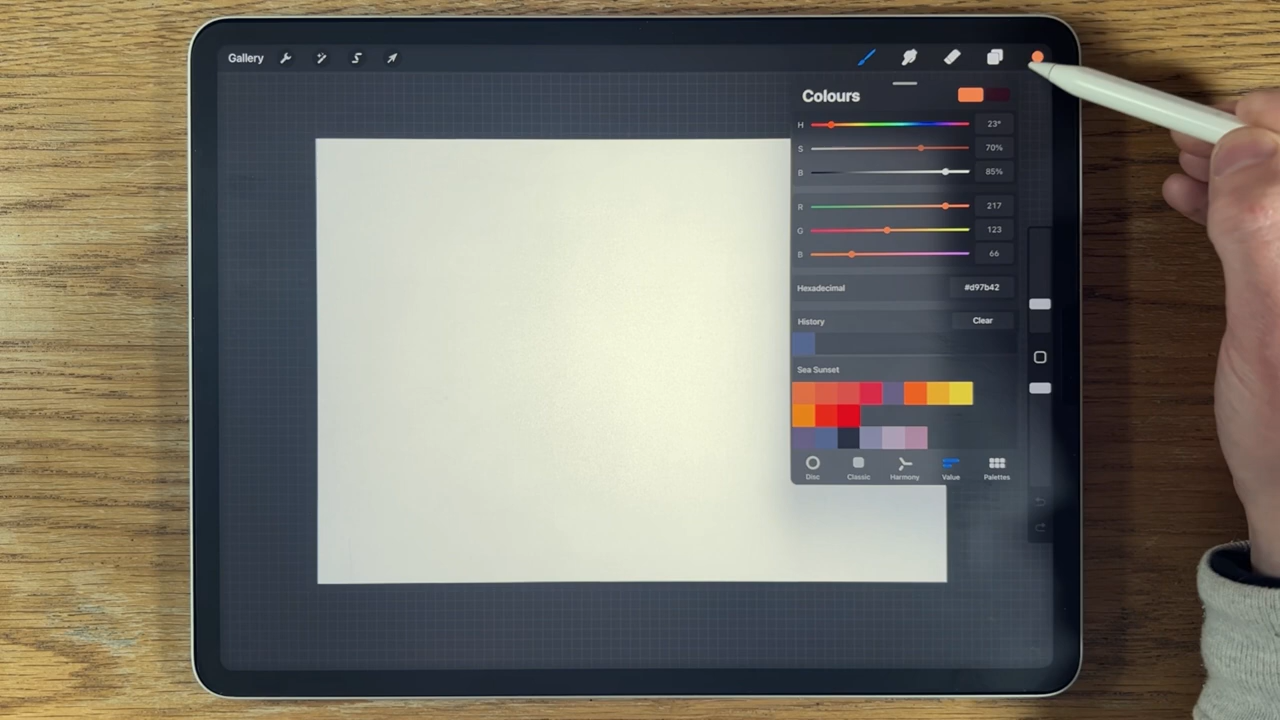 Gallery
Colours
H 23°
S 70%
B 85%
R 217
G 123
B 66
Hexadecimal #d97b42
History Clear
Sea Sunset
Disc Classic Harmony Value Palettes